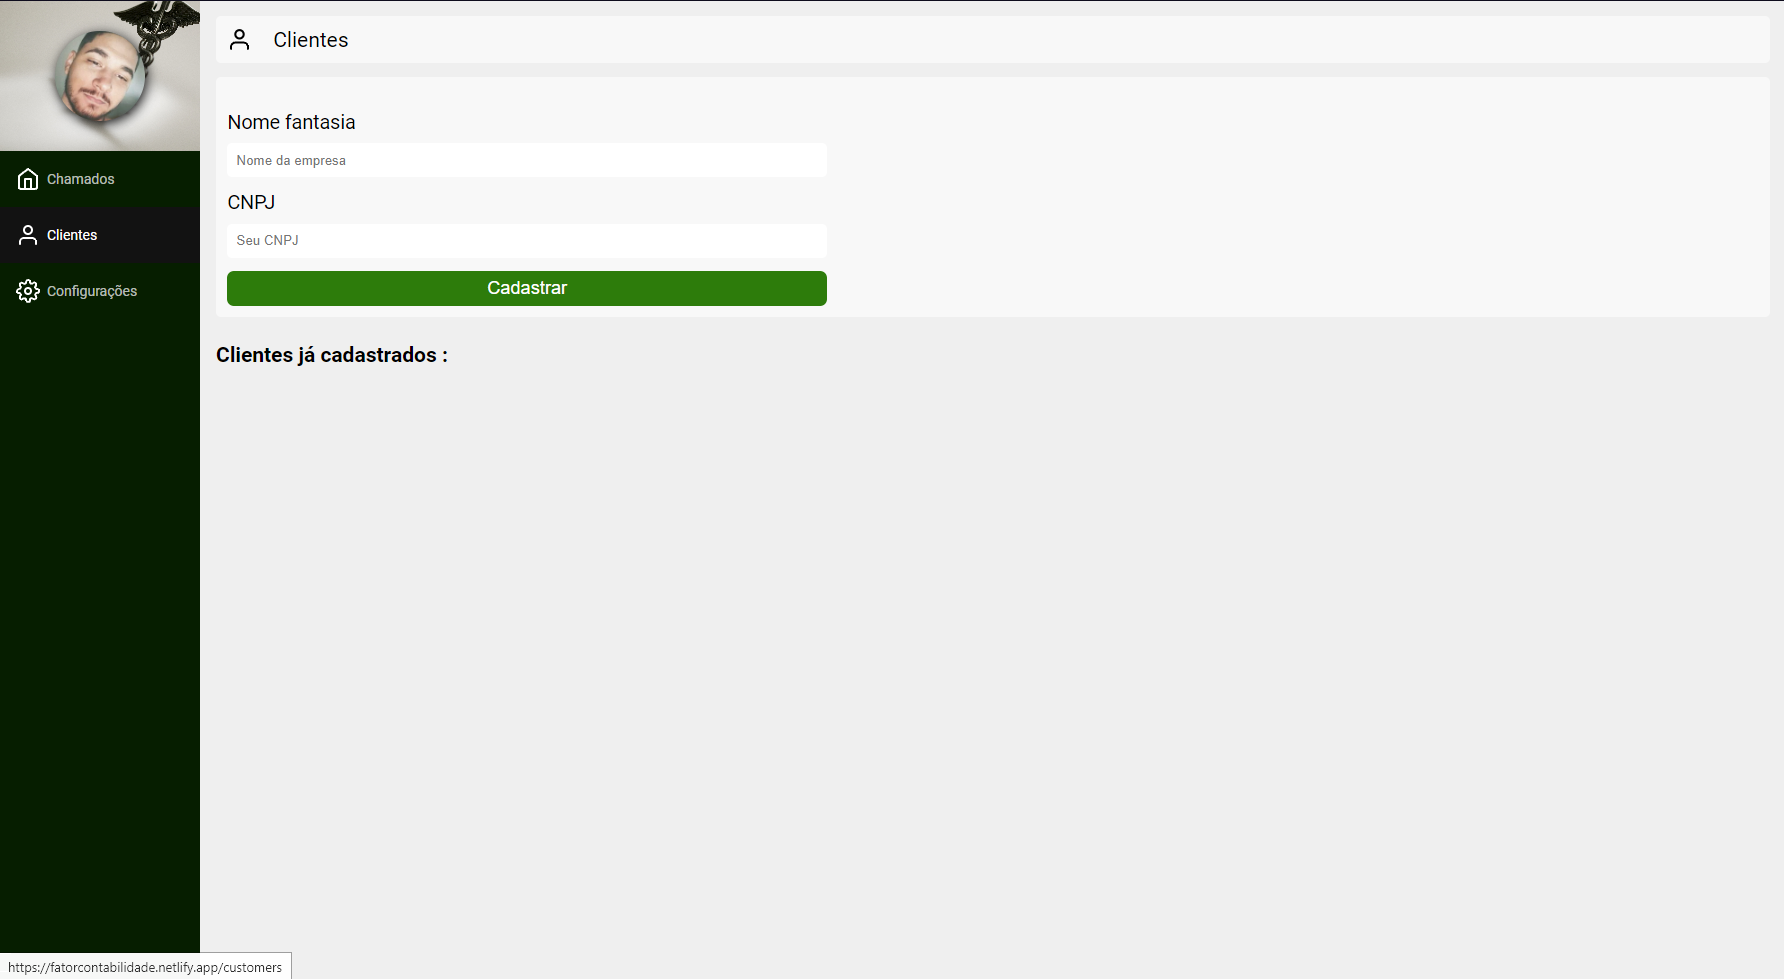 Clientes
Nome fantasia
Nome da empresa
CNPJ
Seu CNPJ
Cadastrar
Clientes já cadastrados :
Chamados
Clientes
Configurações
https://fatorcontabilidade.netlify.app/customers